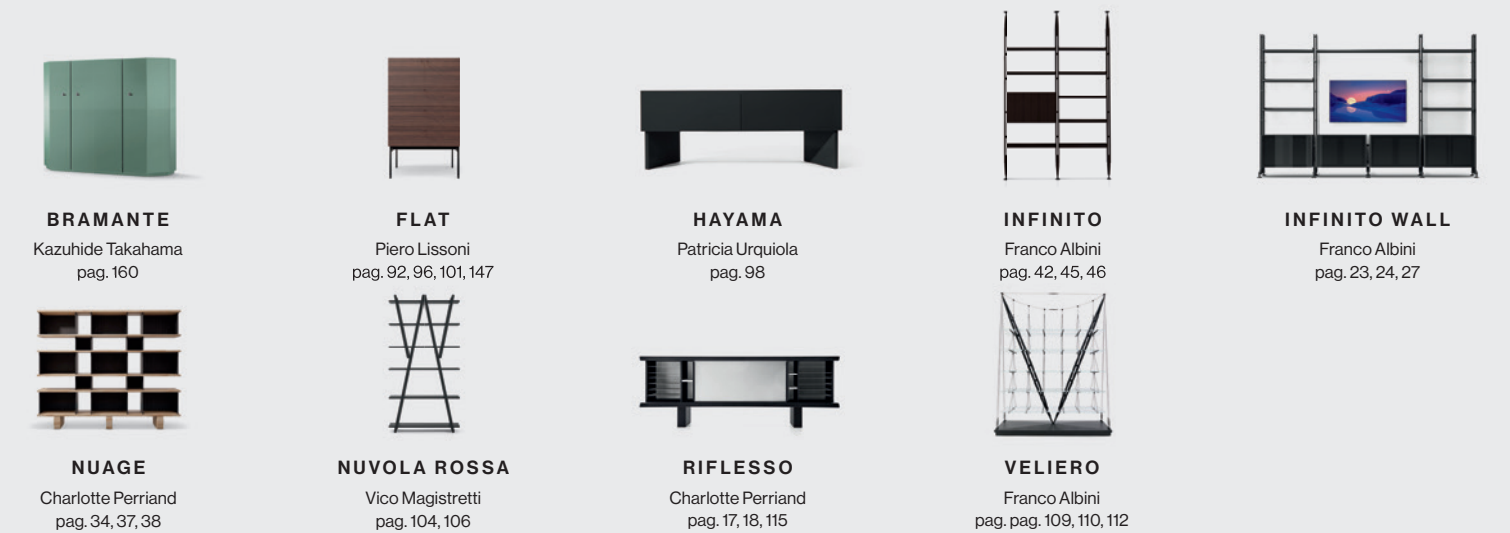 BRAMANTE
Kazuhide Takahama
pag. 160
FLAT
Piero Lissoni
pag. 92, 96, 101, 147
HAYAMA
Patricia Urquiola
pag. 98
INFINITO
Franco Albini
pag. 42, 45, 46
INFINITO WALL
Franco Albini
pag. 23, 24, 27
NUAGE
Charlotte Perriand
pag. 34, 37, 38
NUVOLA ROSSA
Vico Magistretti
pag. 104, 106
RIFLESSO
Charlotte Perriand
pag. 17, 18, 115
VELIERO
Franco Albini
pag. pag. 109, 110, 112